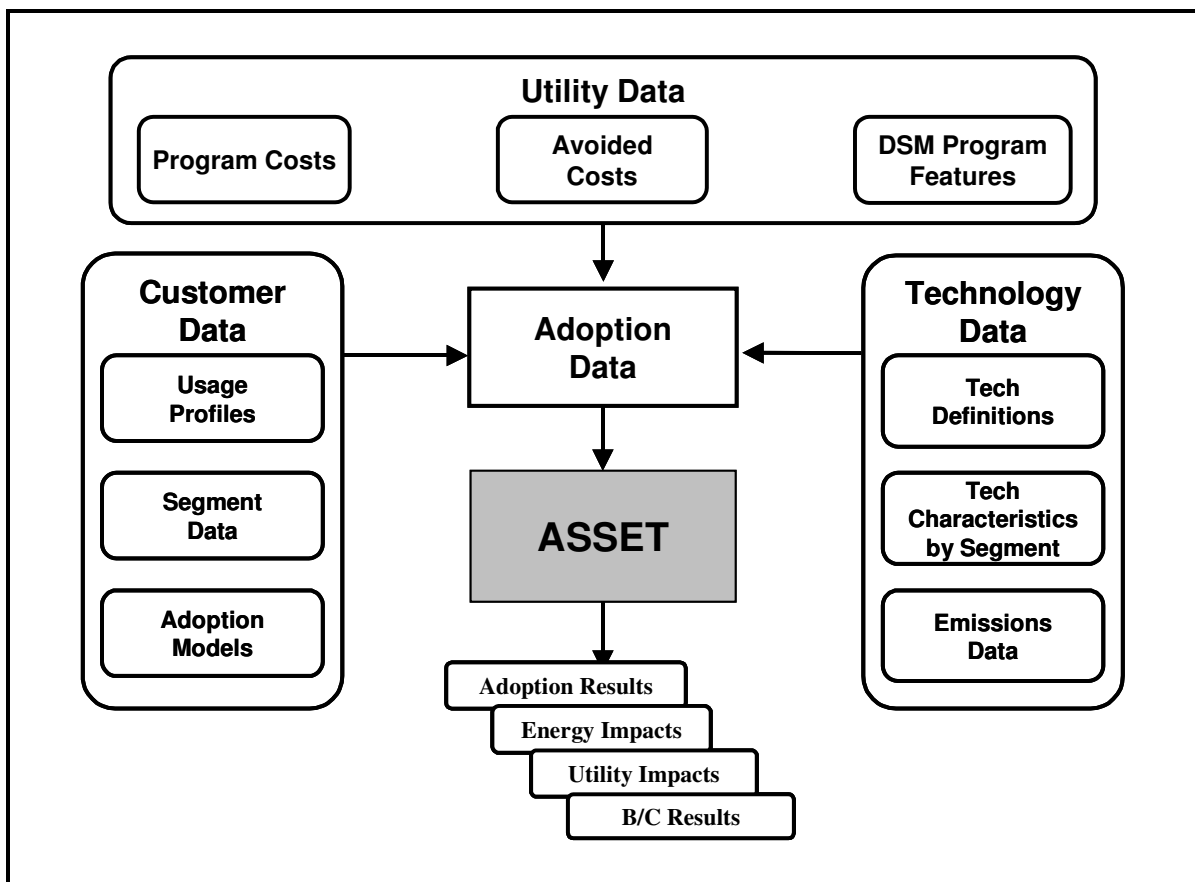 Utility Data
Program Costs
Avoided
Costs
DSM Program
Features
Customer
Data
Usage
Profiles
Segment
Data
Adoption
Models
Adoption
Data
ASSET
Technology
Data
Tech
Definitions
Tech
Characteristics
by Segment
Emissions
Data
Adoption Results
Energy Impacts
Utility Impacts
B/C Results